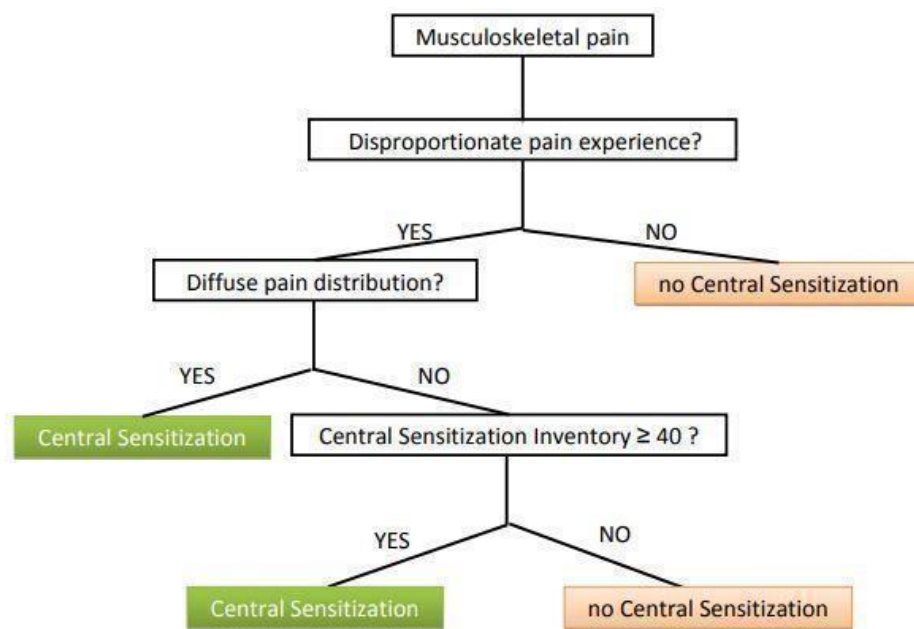 Musculoskeletal pain
Disproportionate pain experience?
YES
NO
Diffuse pain distribution?
no Central Sensitization
YES
NO
Central Sensitization
Central Sensitization Inventory ≥ 40 ?
YES
NO
Central Sensitization
no Central Sensitization